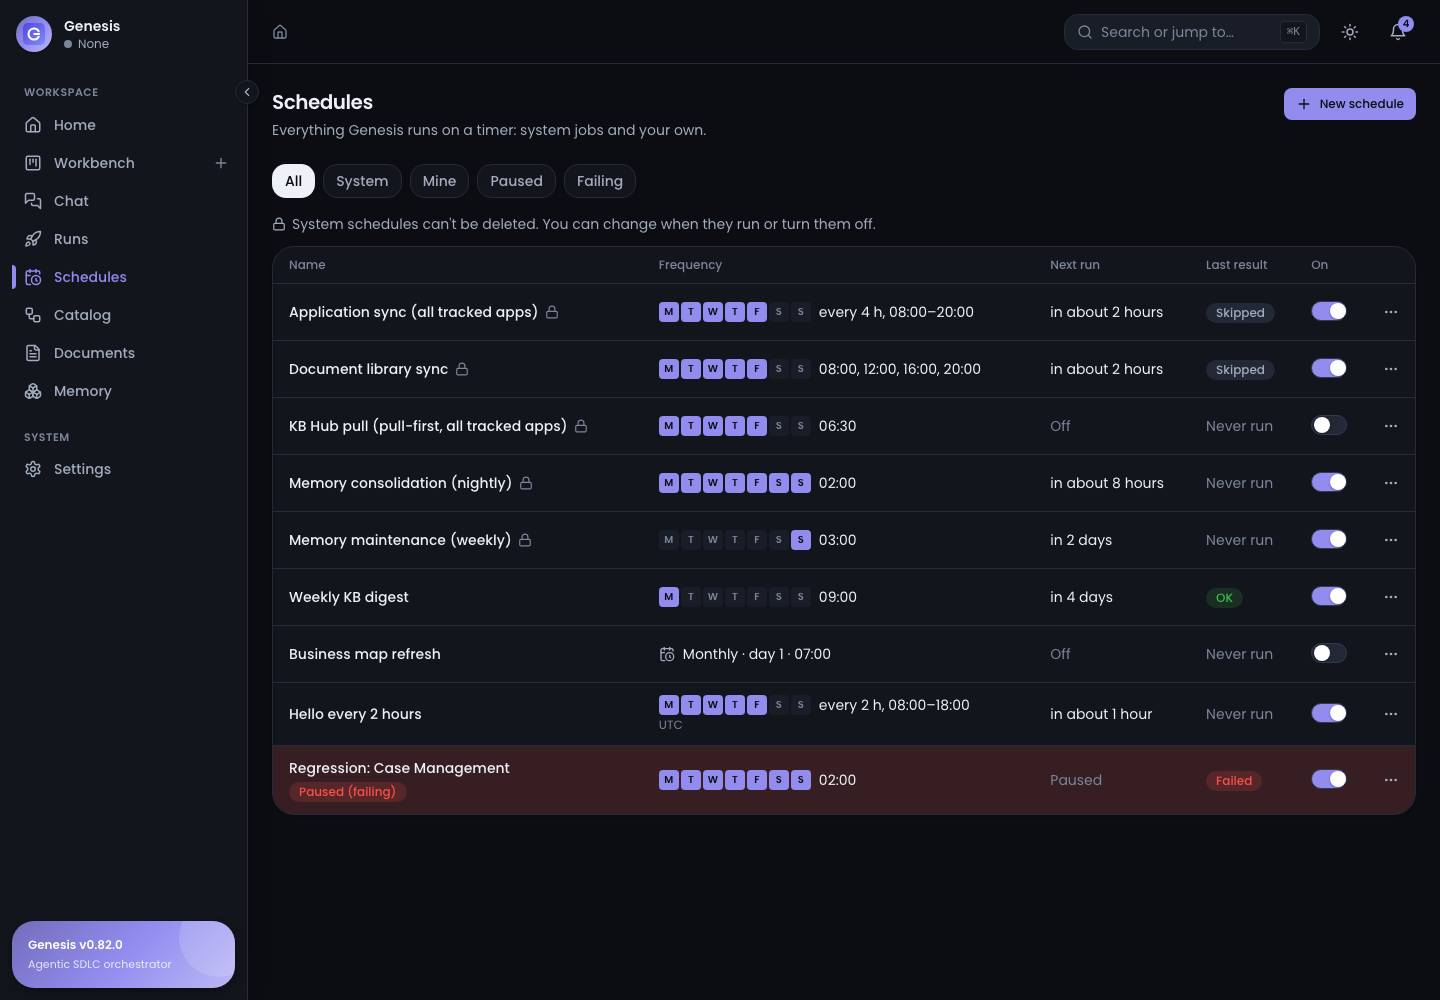 Genesis
None
WORKSPACE
Home
Workbench
Chat
Runs
Schedules
Catalog
Documents
Memory
SYSTEM
Settings
Genesis v0.82.0
Agentic SDLC orchestrator
Search or jump to... ⌘K
4
Schedules
New schedule
Everything Genesis runs on a timer: system jobs and your own.
All System Mine Paused Failing
System schedules can't be deleted. You can change when they run or turn them off.
Name Frequency Next run Last result On
Application sync (all tracked apps) M T W T F S S every 4 h, 08:00–20:00 in about 2 hours Skipped
Document library sync M T W T F S S 08:00, 12:00, 16:00, 20:00 in about 2 hours Skipped
KB Hub pull (pull-first, all tracked apps) M T W T F S S 06:30 Off Never run
Memory consolidation (nightly) M T W T F S S 02:00 in about 8 hours Never run
Memory maintenance (weekly) M T W T F S S 03:00 in 2 days Never run
Weekly KB digest M T W T F S S 09:00 in 4 days OK
Business map refresh Monthly · day 1 · 07:00 Off Never run
Hello every 2 hours M T W T F S S every 2 h, 08:00–18:00 in about 1 hour Never run
UTC
Regression: Case Management M T W T F S S 02:00 Paused Failed
Paused (failing)